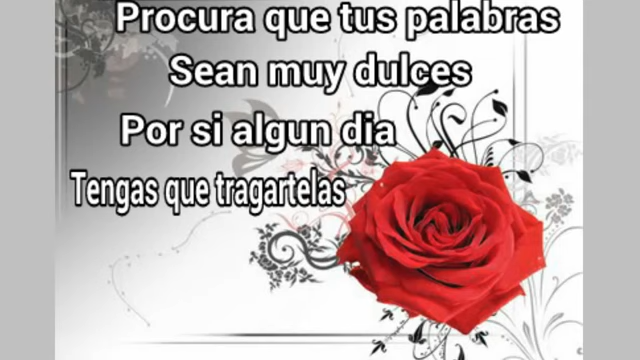 Procura que tus palabras
Sean muy dulces
Por si algun dia
Tengas que tragartelas